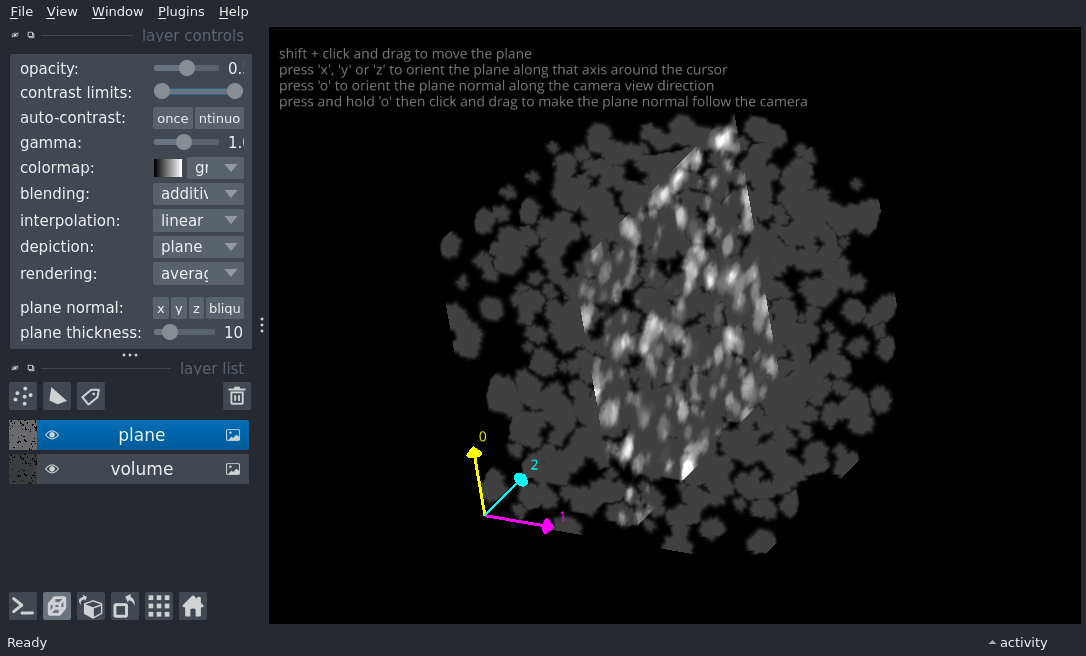 File View Window Plugins Help
layer controls
opacity: 0.
contrast limits:
auto-contrast: once ntinuo
gamma: 1.
colormap: gr
blending: additiv
interpolation: linear
depiction: plane
rendering: averag
plane normal: x y z bliqu
plane thickness: 10
layer list
plane
volume
shift + click and drag to move the plane
press 'x', 'y' or 'z' to orient the plane along that axis around the cursor
press 'o' to orient the plane normal along the camera view direction
press and hold 'o' then click and drag to make the plane normal follow the camera
0
2
1
Ready
activity